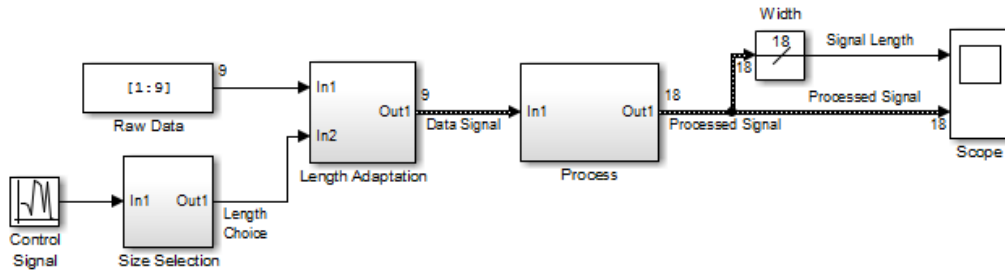 Width
18
Signal Length
18
9
[1:9]
Raw Data
In1
In2
Out1
Length Adaptation
9
Data Signal
In1
Process
18
Processed Signal
Processed Signal
18
Scope
Control
Signal
In1
Out1
Size Selection
Length
Choice